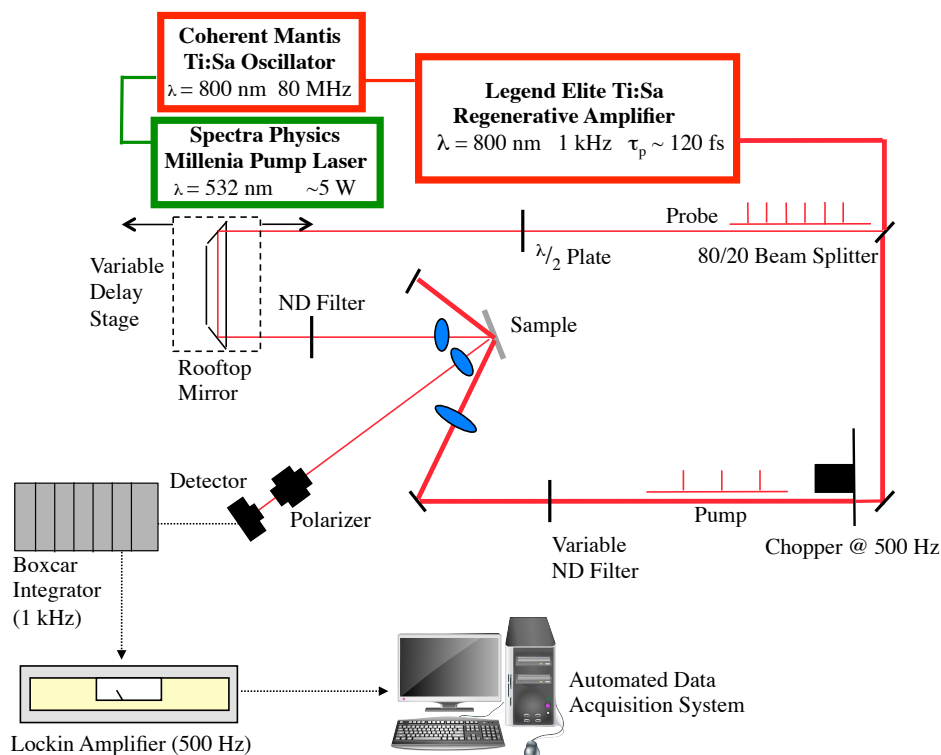 Coherent Mantis
Ti:Sa Oscillator
λ = 800 nm 80 MHz
Legend Elite Ti:Sa
Regenerative Amplifier
λ = 800 nm 1 kHz τp ~ 120 fs
Spectra Physics
Millenia Pump Laser
λ = 532 nm ~5 W
Probe
λ/2 Plate
80/20 Beam Splitter
Variable
Delay
Stage
ND Filter
Sample
Rooftop
Mirror
Detector
Polarizer
Pump
Variable
ND Filter
Chopper @ 500 Hz
Boxcar
Integrator
(1 kHz)
Automated Data
Acquisition System
Lockin Amplifier (500 Hz)